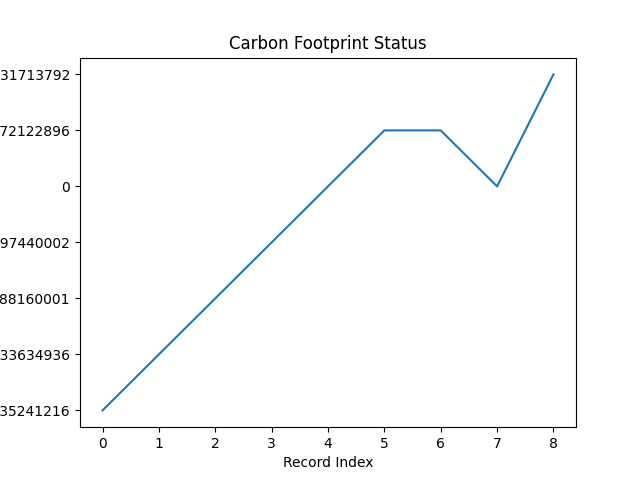 Carbon Footprint Status
31713792
72122896
0
97440002
88160001
33634936
35241216
0 1 2 3 4 5 6 7 8
Record Index